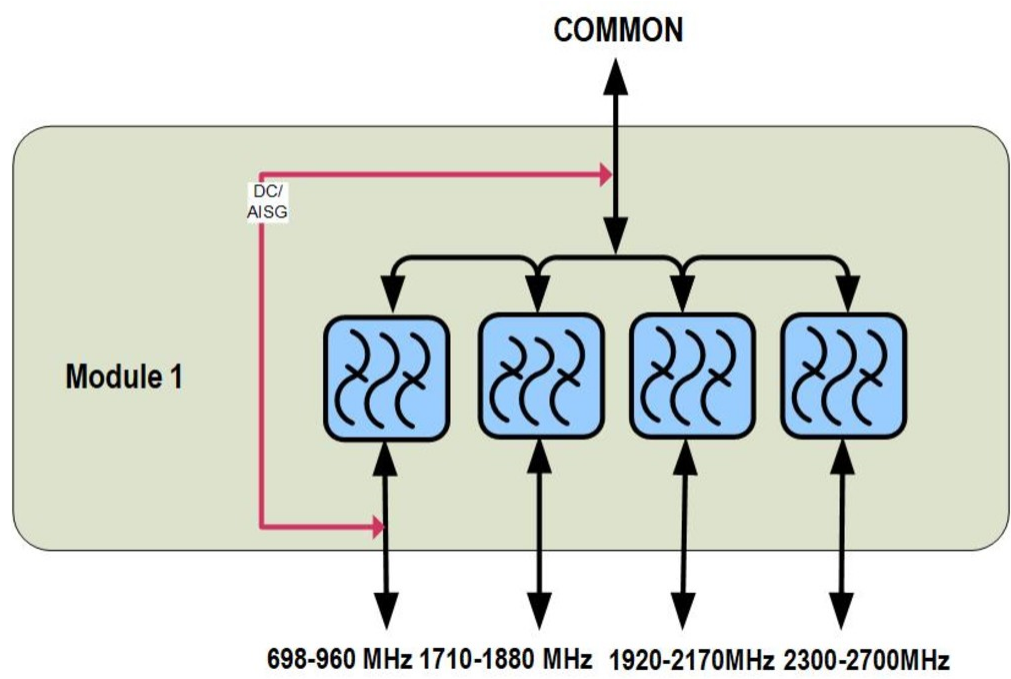 COMMON
DC/
AISG
Module 1
698-960 MHz 1710-1880 MHz 1920-2170MHz 2300-2700MHz